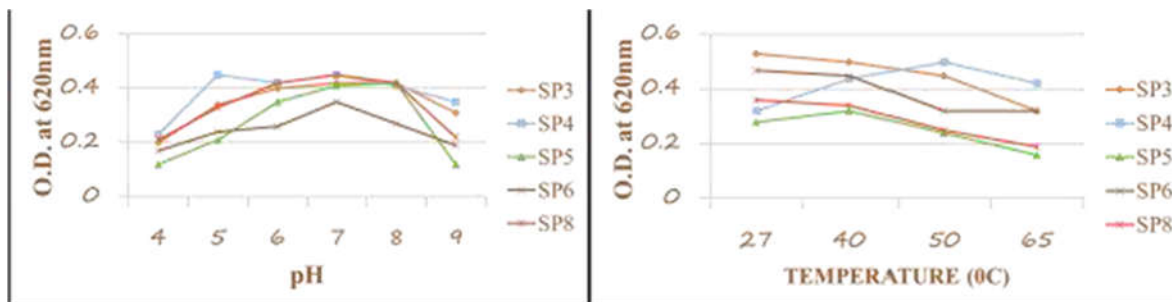 O.D. at 620nm
0.6
0.4
0.2
0
4 5 6 7 8 9
pH
SP3
SP4
SP5
SP6
SP8
O.D. at 620nm
0.6
0.4
0.2
0
27 40 50 65
TEMPERATURE (0C)
SP3
SP4
SP5
SP6
SP8